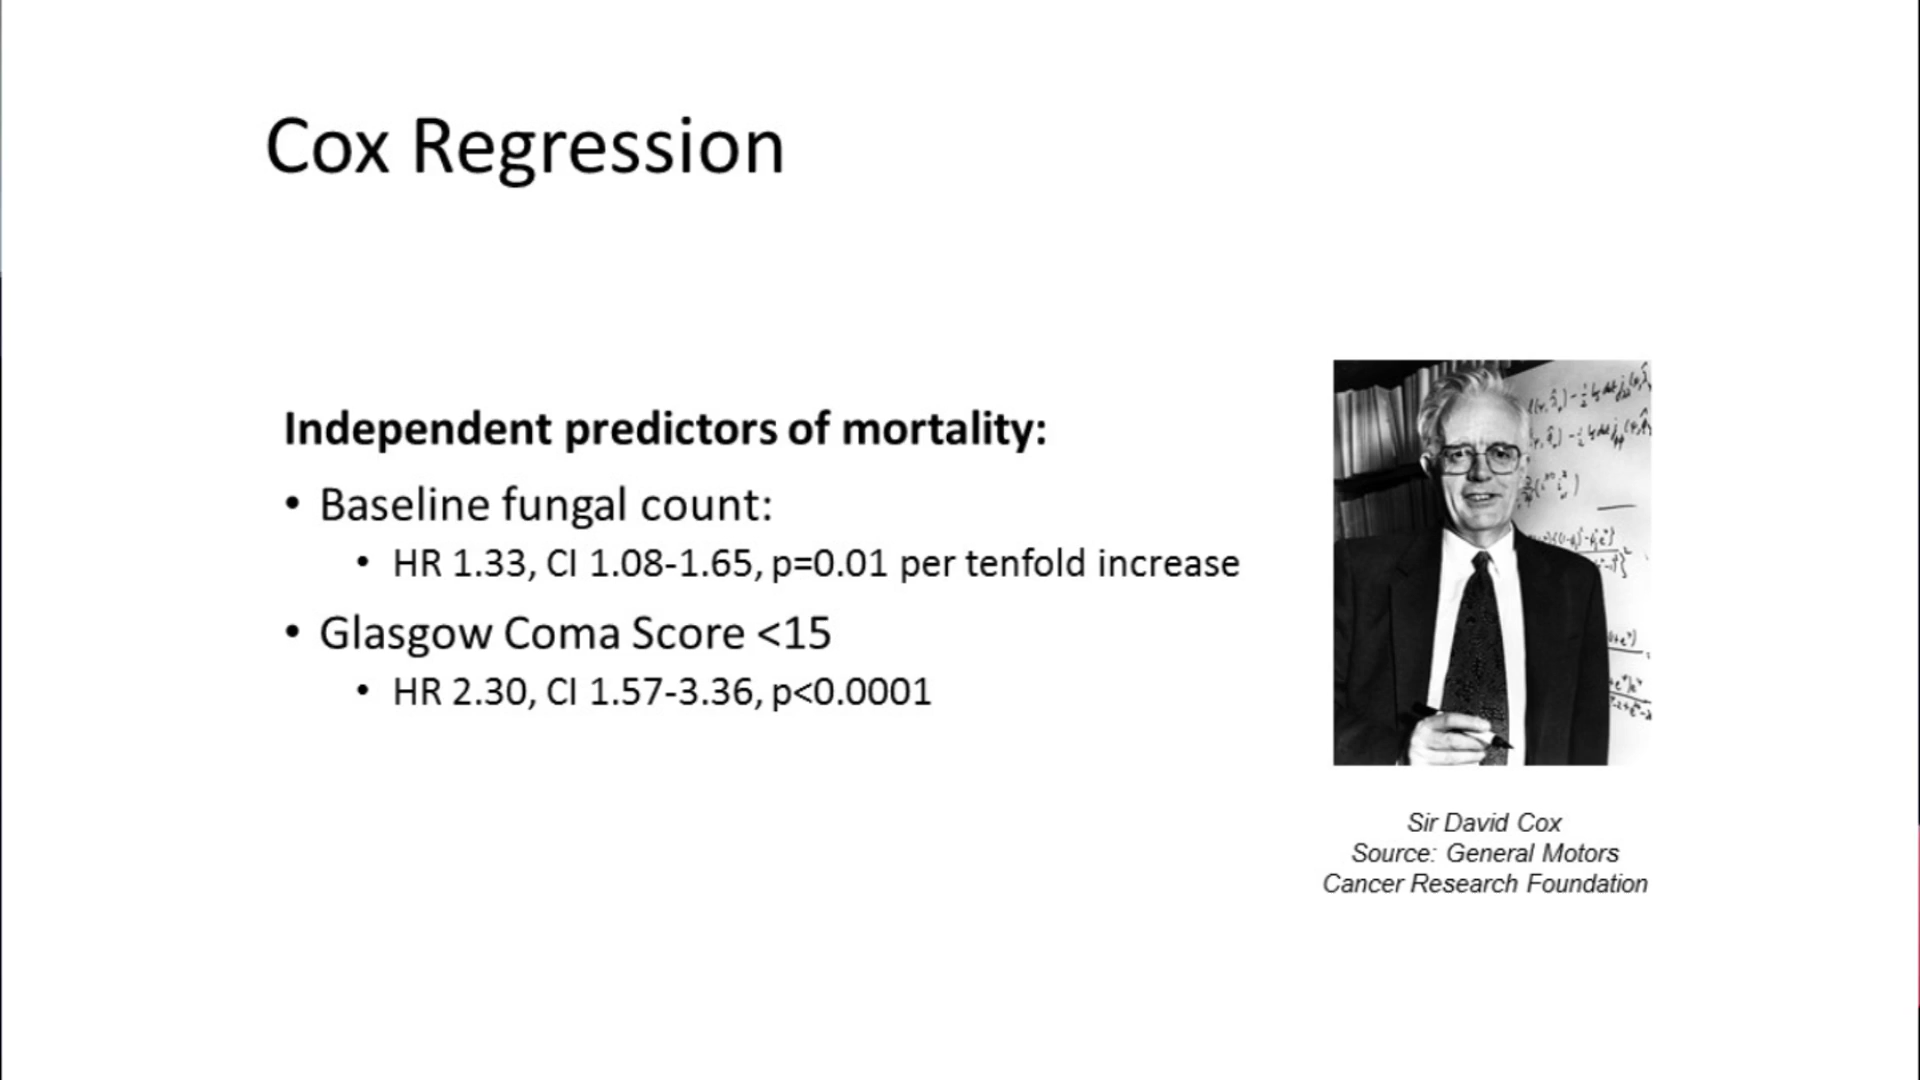 Cox Regression
Independent predictors of mortality:
• Baseline fungal count:
• HR 1.33, CI 1.08-1.65, p=0.01 per tenfold increase
• Glasgow Coma Score <15
• HR 2.30, CI 1.57-3.36, p<0.0001
Sir David Cox
Source: General Motors
Cancer Research Foundation